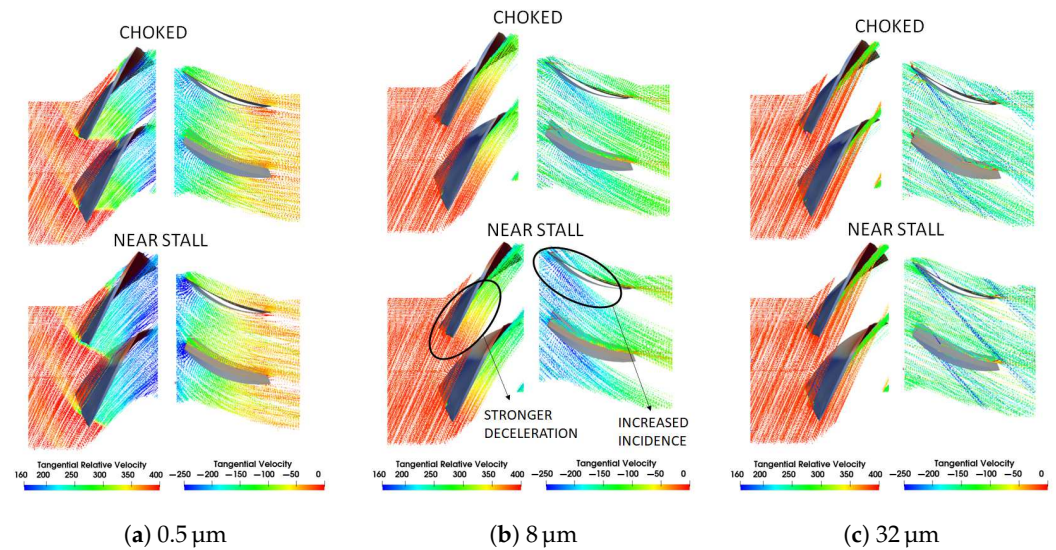 CHOKED
NEAR STALL
Tangential Relative Velocity
160 200 250 300 350 400
Tangential Velocity
−250 −200 −150 −100 −50 0
(a) 0.5 μm
CHOKED
NEAR STALL
STRONGER
DECELERATION
INCREASED
INCIDENCE
Tangential Relative Velocity
160 200 250 300 350 400
Tangential Velocity
−250 −200 −150 −100 −50 0
(b) 8 μm
CHOKED
NEAR STALL
Tangential Relative Velocity
160 200 250 300 350 400
Tangential Velocity
−250 −200 −150 −100 −50 0
(c) 32 μm